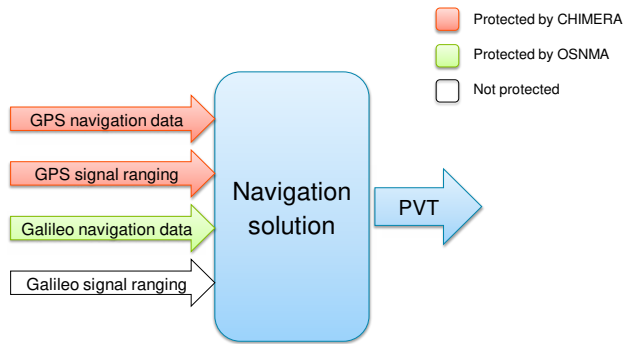 Protected by CHIMERA
Protected by OSNMA
Not protected
GPS navigation data
GPS signal ranging
Galileo navigation data
Galileo signal ranging
Navigation
solution
PVT